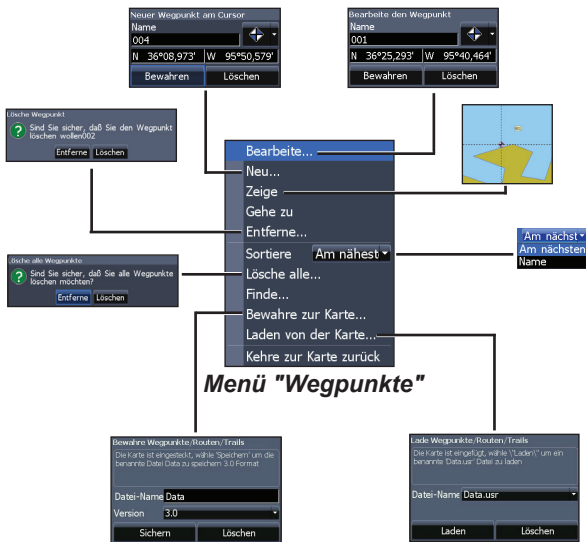 Neuer Wegpunkt am Cursor
Name
004
N 36°08,973' W 95°50,579'
Bewahren Löschen
Bearbeite den Wegpunkt
Name
001
N 36°25,293' W 95°40,464'
Bewahren Löschen
Lösche Wegpunkt
Sind Sie sicher, daß Sie den Wegpunkt
löschen wollen002
Entferne Löschen
Bearbeite...
Neu...
Zeige
Gehe zu
Entferne...
Sortiere Am nähest
Lösche alle...
Finde...
Bewahre zur Karte...
Laden von der Karte...
Kehre zur Karte zurück
Am nächst
Am nächsten
Name
Lösche alle Wegpunkte
Sind Sie sicher, daß Sie alle Wegpunkte
löschen möchten?
Entferne Löschen
Menü "Wegpunkte"
Bewahre Wegpunkte/Routen/Trails
Die Karte ist eingesteckt, wähle 'Speichern' um die
benannte Datei Data zu speichern 3.0 Format
Datei-Name Data
Version 3.0
Sichern Löschen
Lade Wegpunkte/Routen/Trails
Die Karte ist eingefügt, wähle \"Laden\" um ein
benannte 'Data.usr' Datei zu laden
Datei-Name Data.usr
Laden Löschen